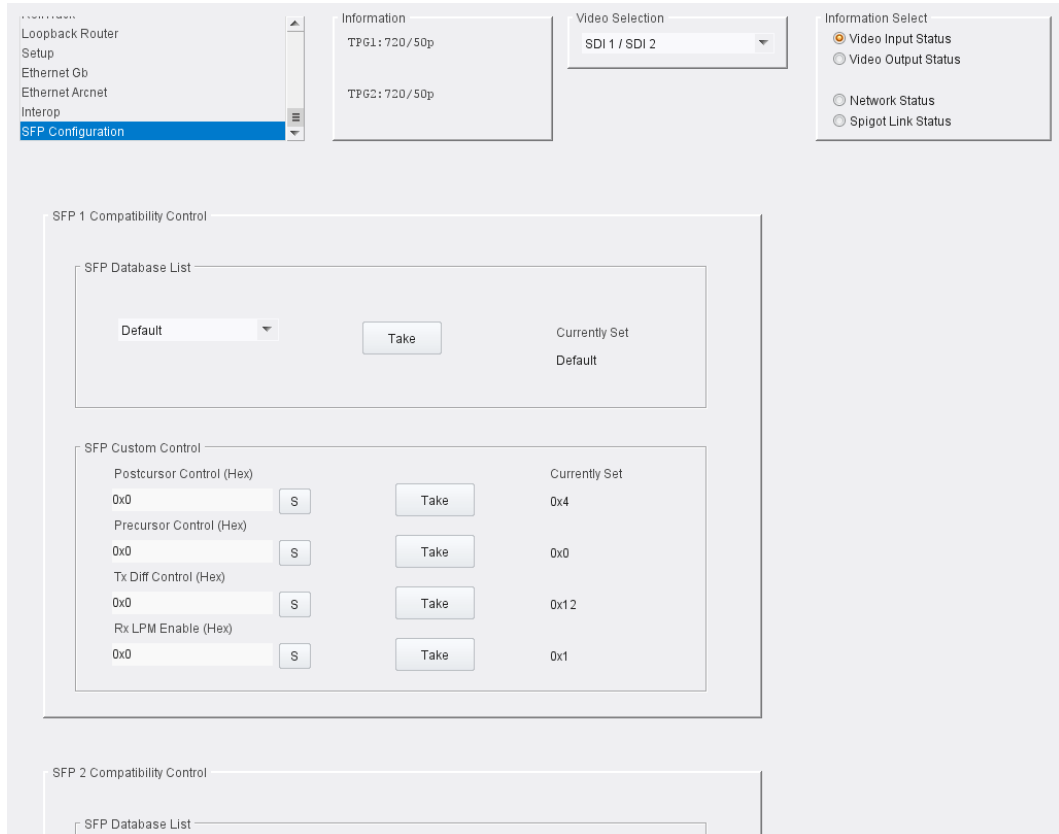 Loopback Router
Setup
Ethernet Gb
Ethernet Arcnet
Interop
SFP Configuration
Information
TPG1:720/50p
TPG2:720/50p
Video Selection
SDI 1 / SDI 2
Information Select
Video Input Status
Video Output Status
Network Status
Spigot Link Status
SFP 1 Compatibility Control
SFP Database List
Default
Take
Currently Set
Default
SFP Custom Control
Postcursor Control (Hex)
Currently Set
0x0
S
Take
0x4
Precursor Control (Hex)
0x0
S
Take
0x0
Tx Diff Control (Hex)
0x0
S
Take
0x12
Rx LPM Enable (Hex)
0x0
S
Take
0x1
SFP 2 Compatibility Control
SFP Database List